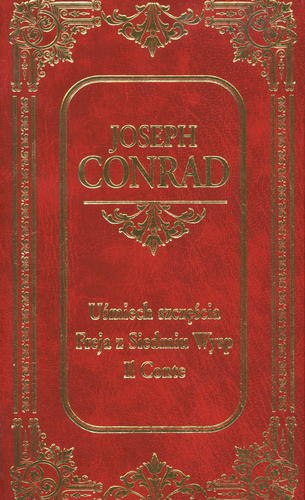 JOSEPH
CONRAD
Uśmiech szczęścia
Freja z Siedmiu Wysp
Il Conte